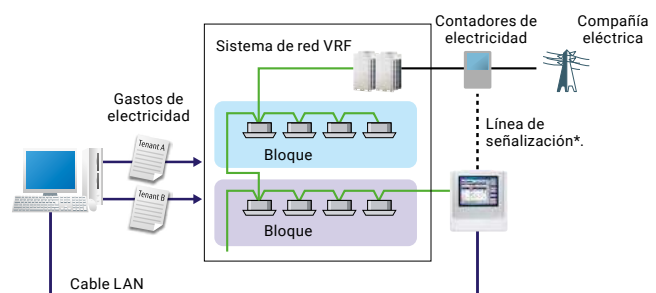 Sistema de red VRF
Contadores de
electricidad
Compañía
eléctrica
Gastos de
electricidad
Tenant A
Tenant B
Bloque
Bloque
Línea de
señalización*.
Cable LAN